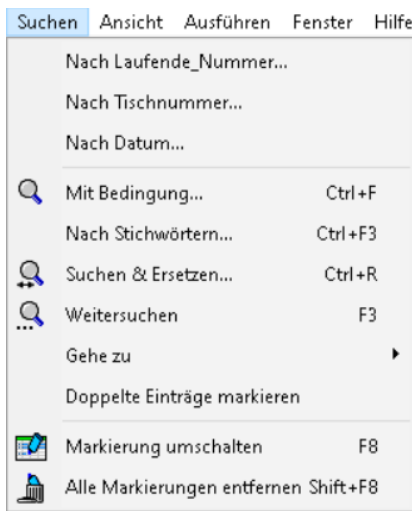 Suchen Ansicht Ausführen Fenster Hilfe
Nach Laufende_Nummer...
Nach Tischnummer...
Nach Datum...
Mit Bedingung... Ctrl+F
Nach Stichwörtern... Ctrl+F3
Suchen & Ersetzen... Ctrl+R
Weitersuchen F3
Gehe zu
Doppelte Einträge markieren
Markierung umschalten F8
Alle Markierungen entfernen Shift+F8